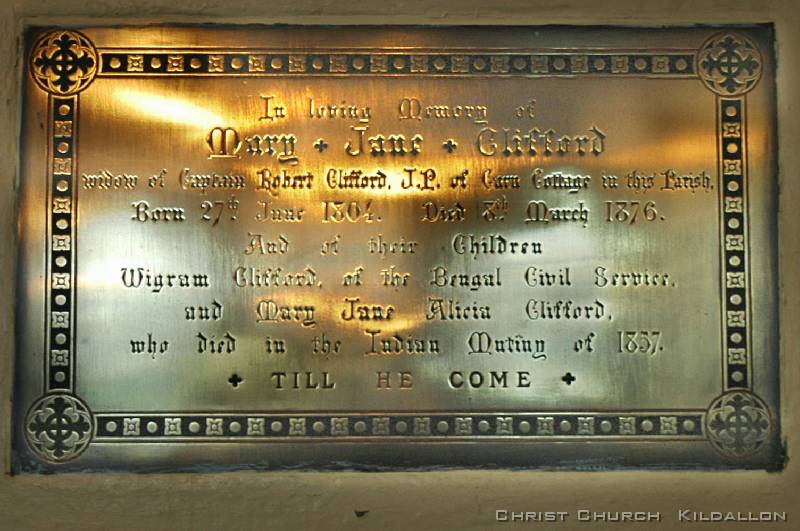 In loving Memory of
Mary + Jane + Clifford
widow of Captain Robert Clifford, J.P. of Carn Cottage in this Parish,
Born 27th June 1804. Died 8th March 1876.
And of their Children
Wigram Clifford, of the Bengal Civil Service,
and Mary Jane Alicia Clifford,
who died in the Indian Mutiny of 1857.
+ TILL HE COME +
CHRIST CHURCH KILDALLON